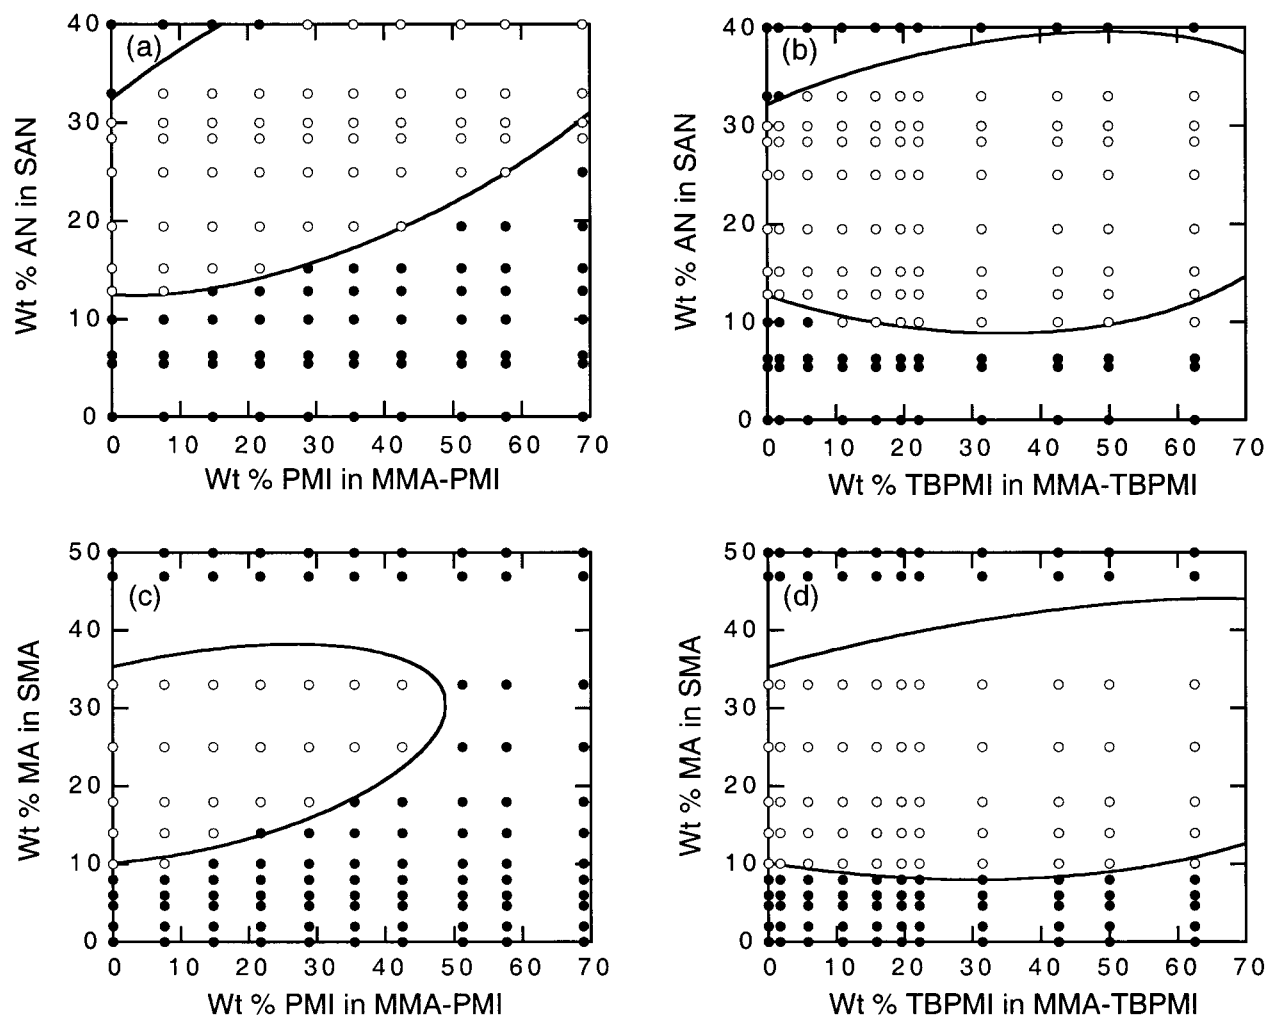 (a)
40
30
20
10
0
Wt % AN in SAN
0 10 20 30 40 50 60 70
Wt % PMI in MMA-PMI
(b)
40
30
20
10
0
Wt % AN in SAN
0 10 20 30 40 50 60 70
Wt % TBPMI in MMA-TBPMI
(c)
50
40
30
20
10
0
Wt % MA in SMA
0 10 20 30 40 50 60 70
Wt % PMI in MMA-PMI
(d)
50
40
30
20
10
0
Wt % MA in SMA
0 10 20 30 40 50 60 70
Wt % TBPMI in MMA-TBPMI